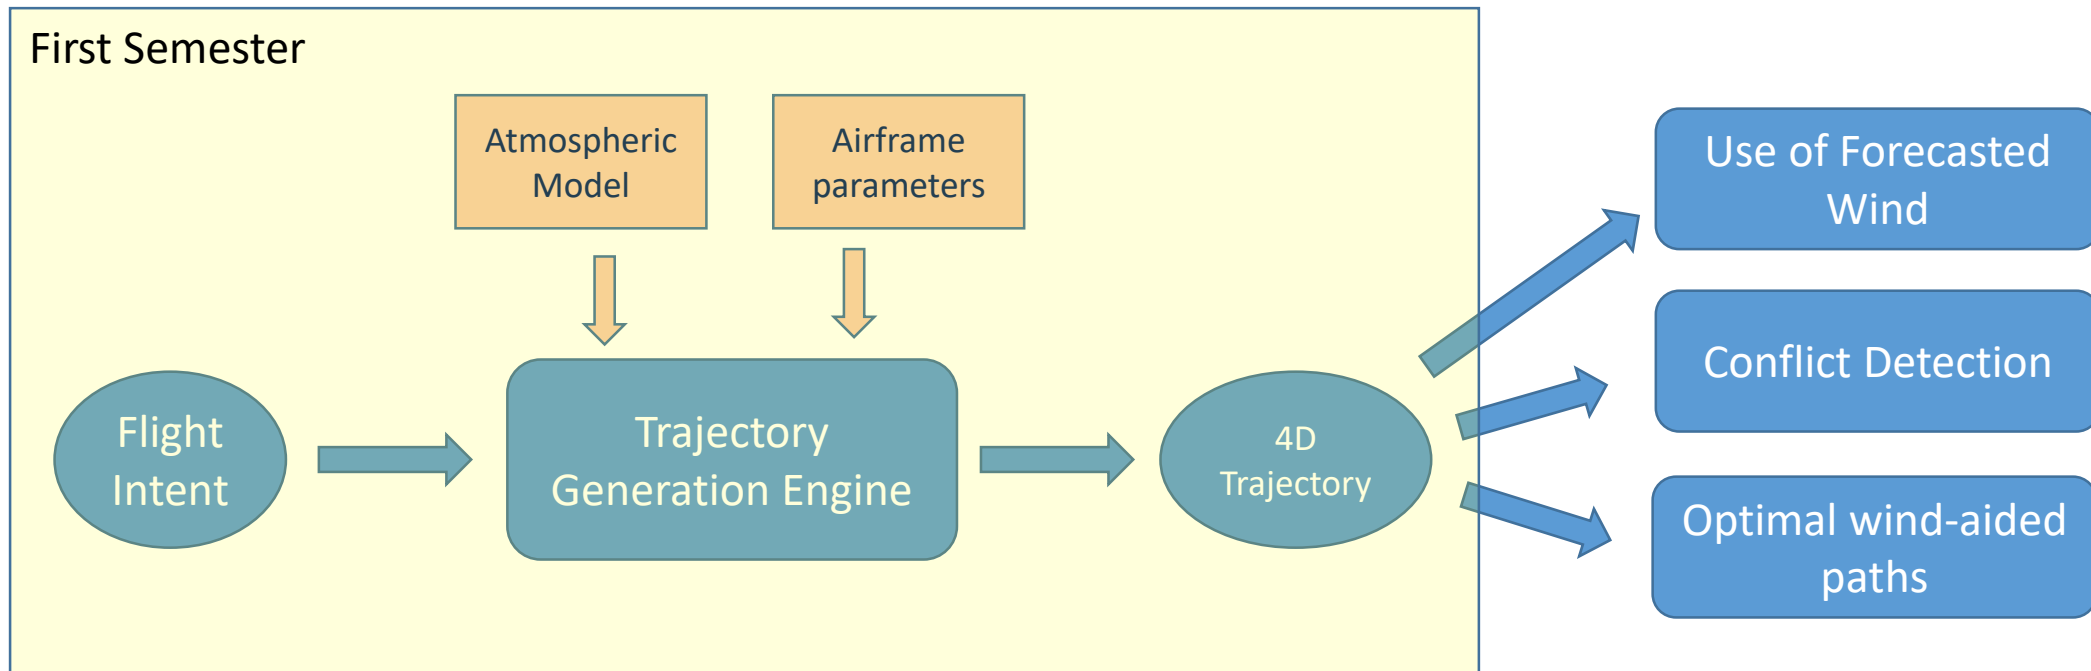 First Semester
Atmospheric
Model
Airframe
parameters
Flight
Intent
Trajectory
Generation Engine
4D
Trajectory
Use of Forecasted
Wind
Conflict Detection
Optimal wind-aided
paths